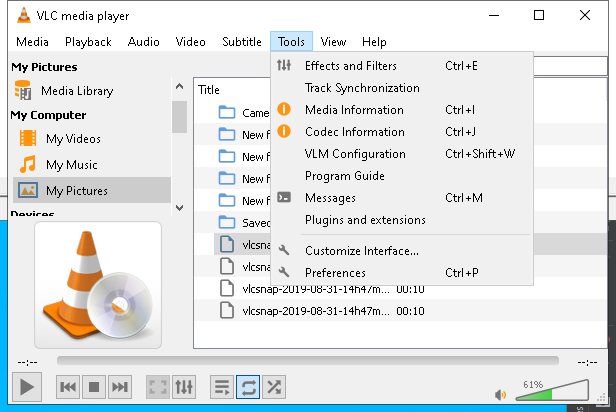 VLC media player
Media Playback Audio Video Subtitle Tools View Help
My Pictures
Media Library
My Computer
My Videos
My Music
My Pictures
Devices
Title
Came
New f
New f
New f
New f
Saved
vlcsnap
vlcsna
vlcsnap-2019-08-31-14h47m... 00:10
vlcsnap-2019-08-31-14h47m... 00:10
Effects and Filters Ctrl+E
Track Synchronization
Media Information Ctrl+I
Codec Information Ctrl+J
VLM Configuration Ctrl+Shift+W
Program Guide
Messages Ctrl+M
Plugins and extensions
Customize Interface...
Preferences Ctrl+P
--:-- --:--
61%